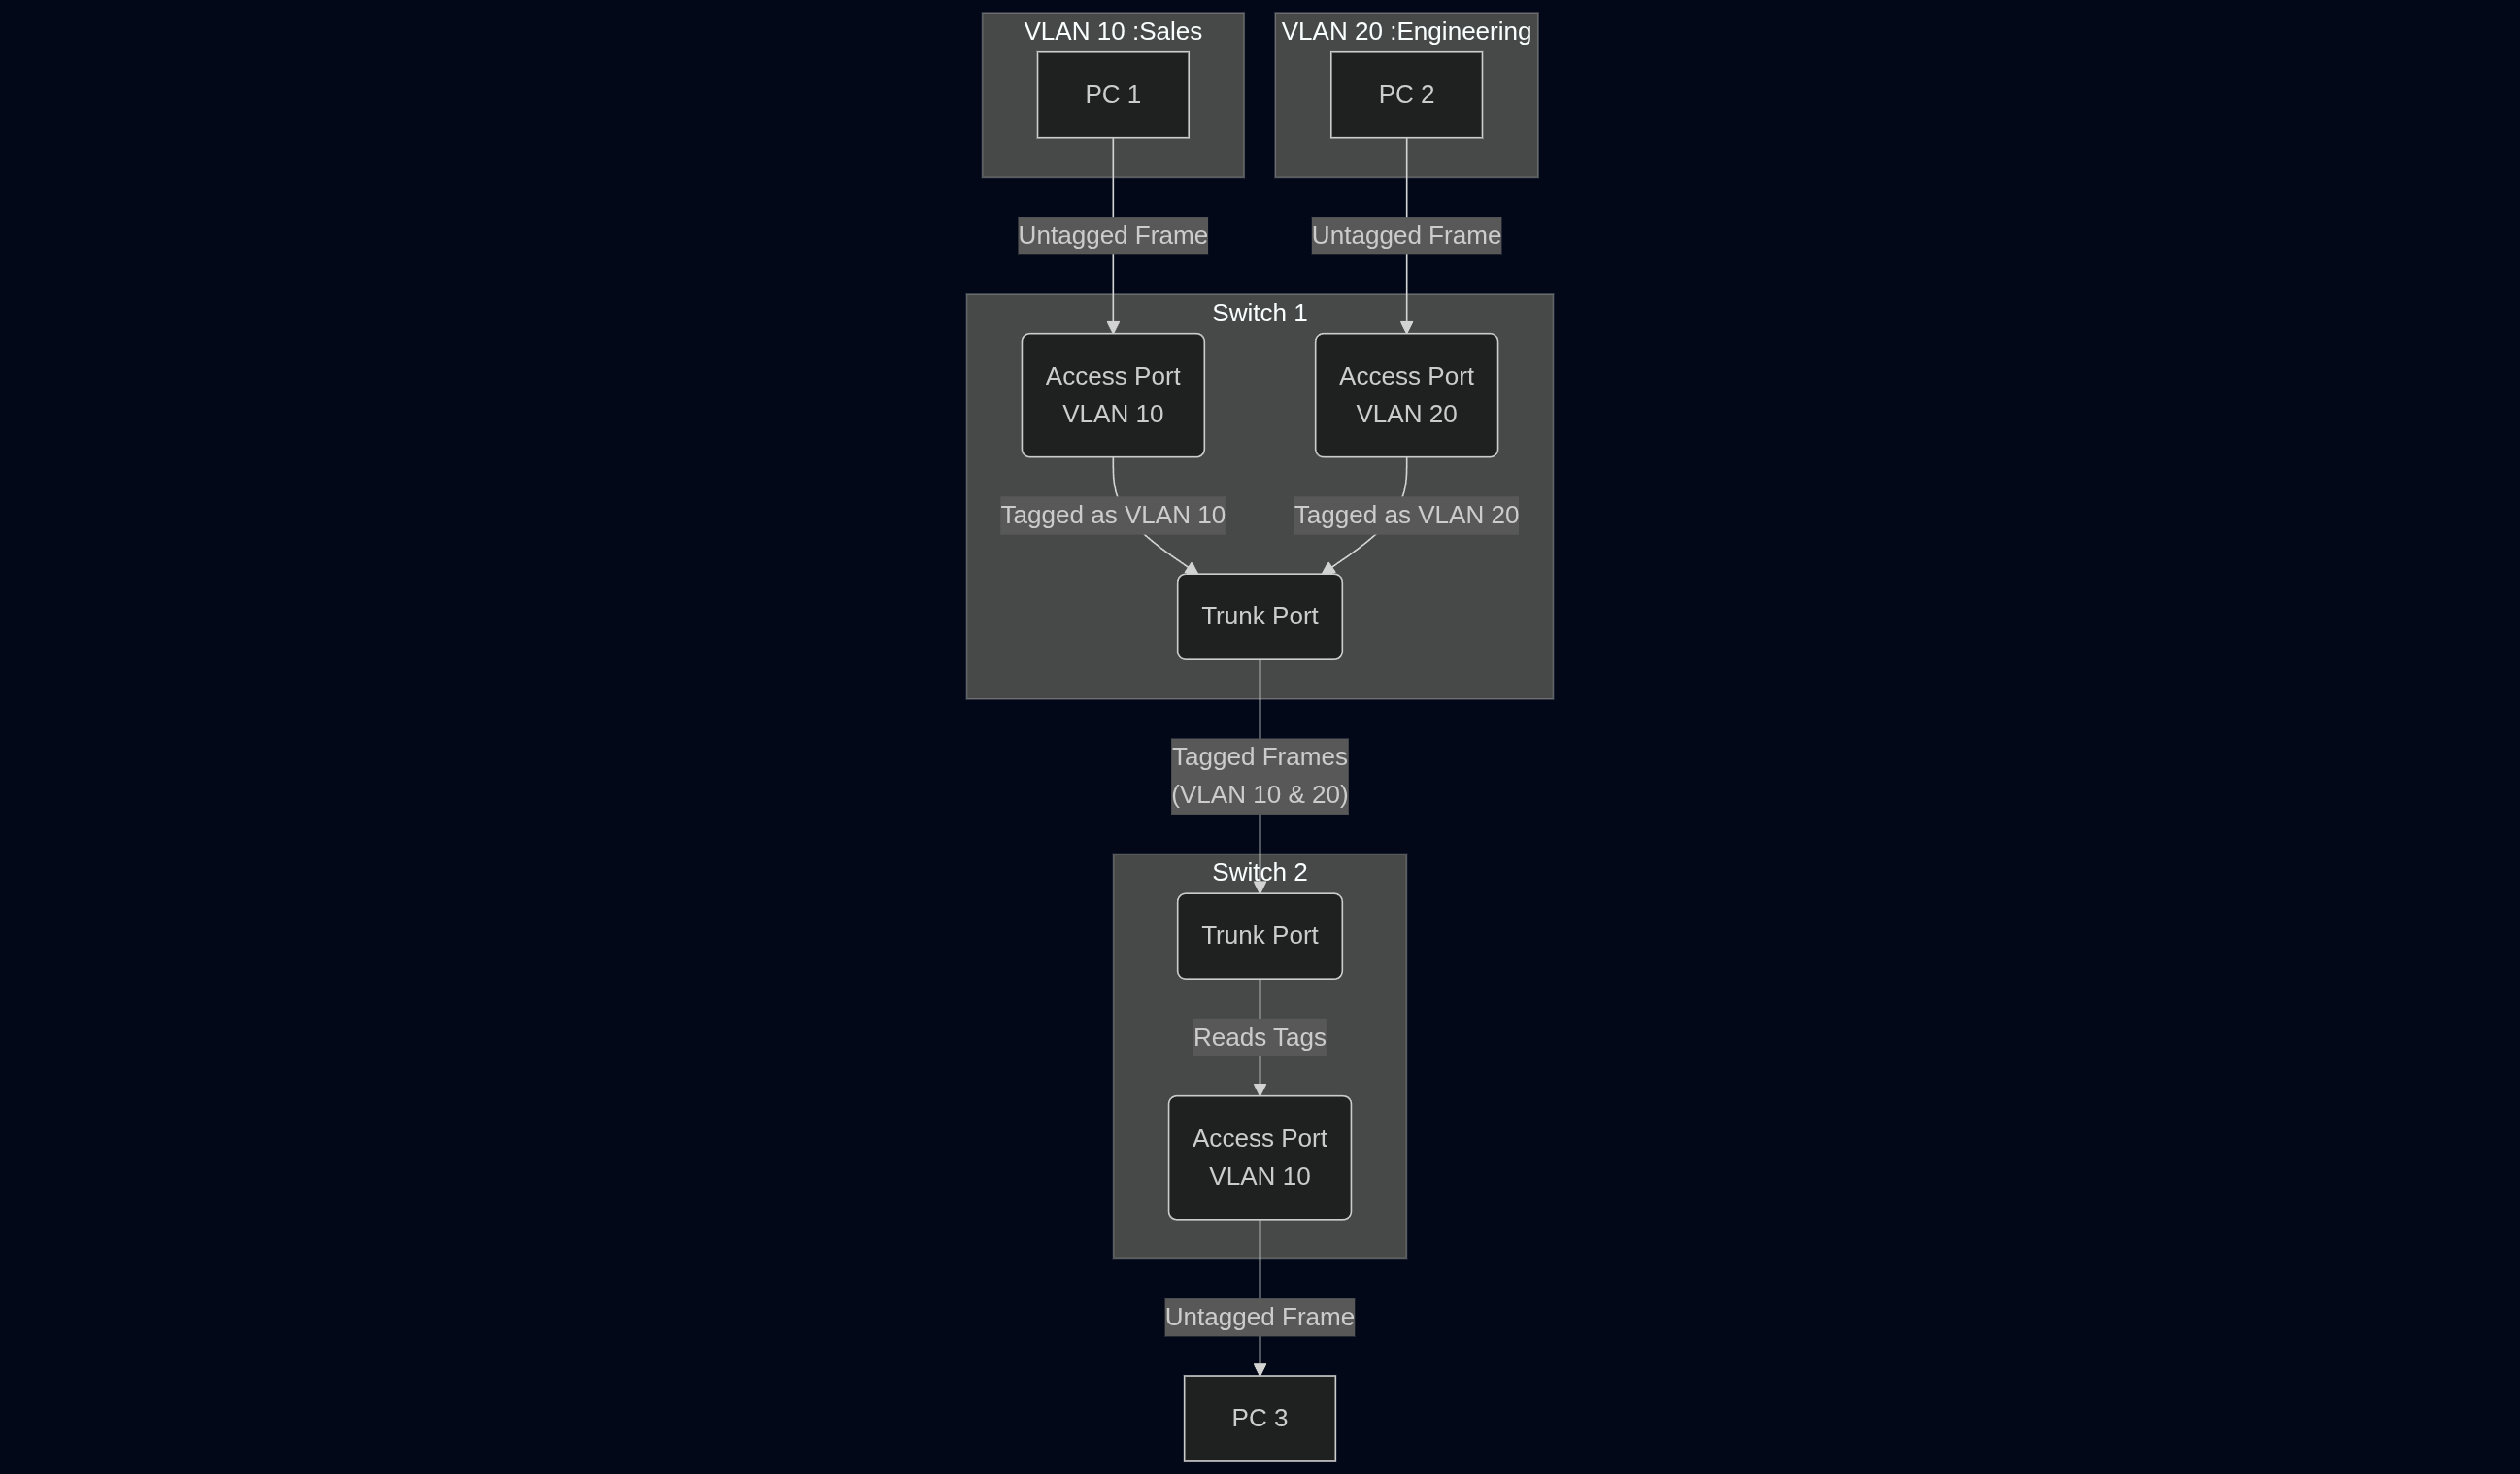 VLAN 10 :Sales
VLAN 20 :Engineering
PC 1
PC 2
Untagged Frame
Untagged Frame
Switch 1
Access Port
VLAN 10
Access Port
VLAN 20
Tagged as VLAN 10
Tagged as VLAN 20
Trunk Port
Tagged Frames
(VLAN 10 & 20)
Switch 2
Trunk Port
Reads Tags
Access Port
VLAN 10
Untagged Frame
PC 3